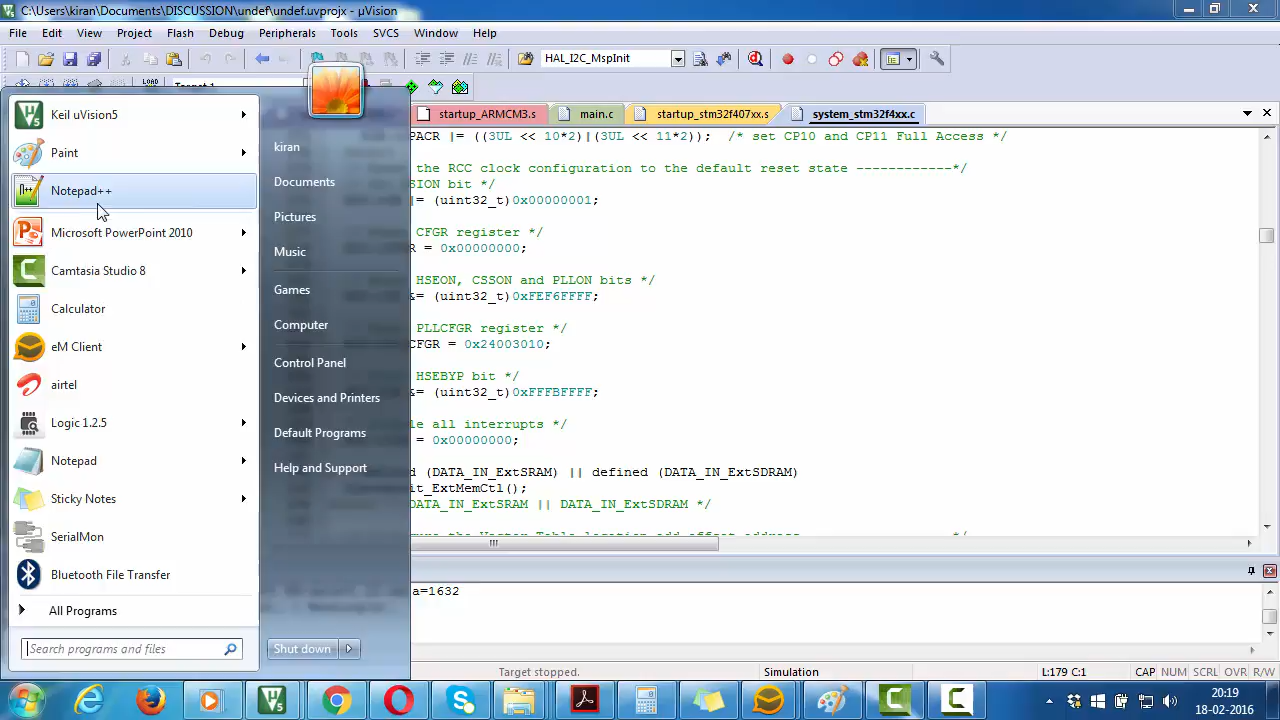 C:\Users\kiran\Documents\DISCUSSION\undef\undef.uvprojx - µVision
File Edit View Project Flash Debug Peripherals Tools SVCS Window Help
HAL_I2C_MspInit
LOAD Target 1
startup_ARMCM3.s main.c startup_stm32f407xx.s system_stm32f4xx.c
Keil uVision5
Paint
Notepad++
Microsoft PowerPoint 2010
Camtasia Studio 8
Calculator
eM Client
airtel
Logic 1.2.5
Notepad
Sticky Notes
SerialMon
Bluetooth File Transfer
All Programs
Search programs and files
kiran
Documents
Pictures
Music
Games
Computer
Control Panel
Devices and Printers
Default Programs
Help and Support
Shut down
PACR |= ((3UL << 10*2)|(3UL << 11*2)); /* set CP10 and CP11 Full Access */
the RCC clock configuration to the default reset state ------------*/
SION bit */
|= (uint32_t)0x00000001;
CFGR register */
GR = 0x00000000;
HSEON, CSSON and PLLON bits */
&= (uint32_t)0xFEF6FFFF;
PLLCFGR register */
CFGR = 0x24003010;
HSEBYP bit */
&= (uint32_t)0xFFFBFFFF;
le all interrupts */
= 0x00000000;
d (DATA_IN_ExtSRAM) || defined (DATA_IN_ExtSDRAM)
it_ExtMemCtl();
DATA_IN_ExtSRAM || DATA_IN_ExtSDRAM */
a=1632
Target stopped. Simulation L:179 C:1 CAP NUM SCRL OVR R/W
20:19
18-02-2016